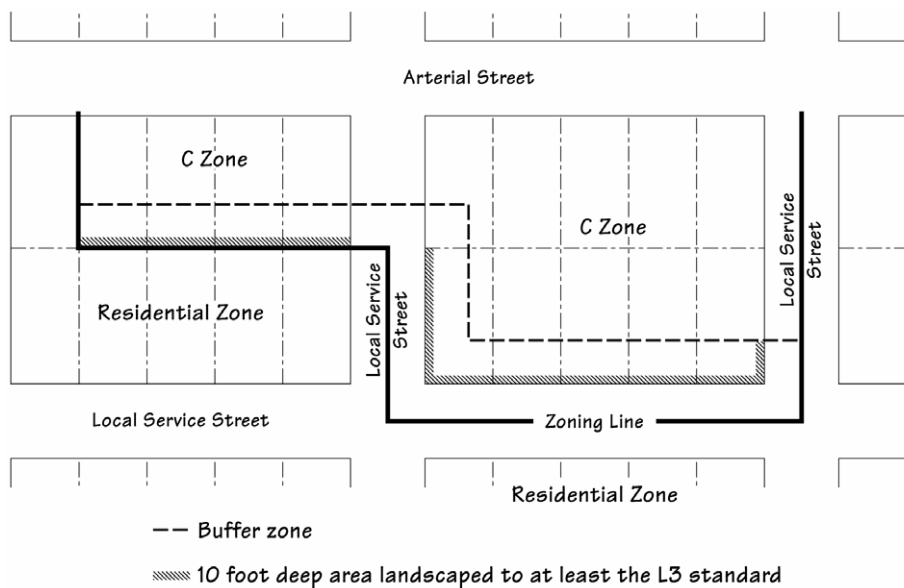 Arterial Street
C Zone
C Zone
Local Service
Street
Residential Zone
Local Service
Street
Local Service Street
Zoning Line
Residential Zone
Buffer zone
10 foot deep area landscaped to at least the L3 standard